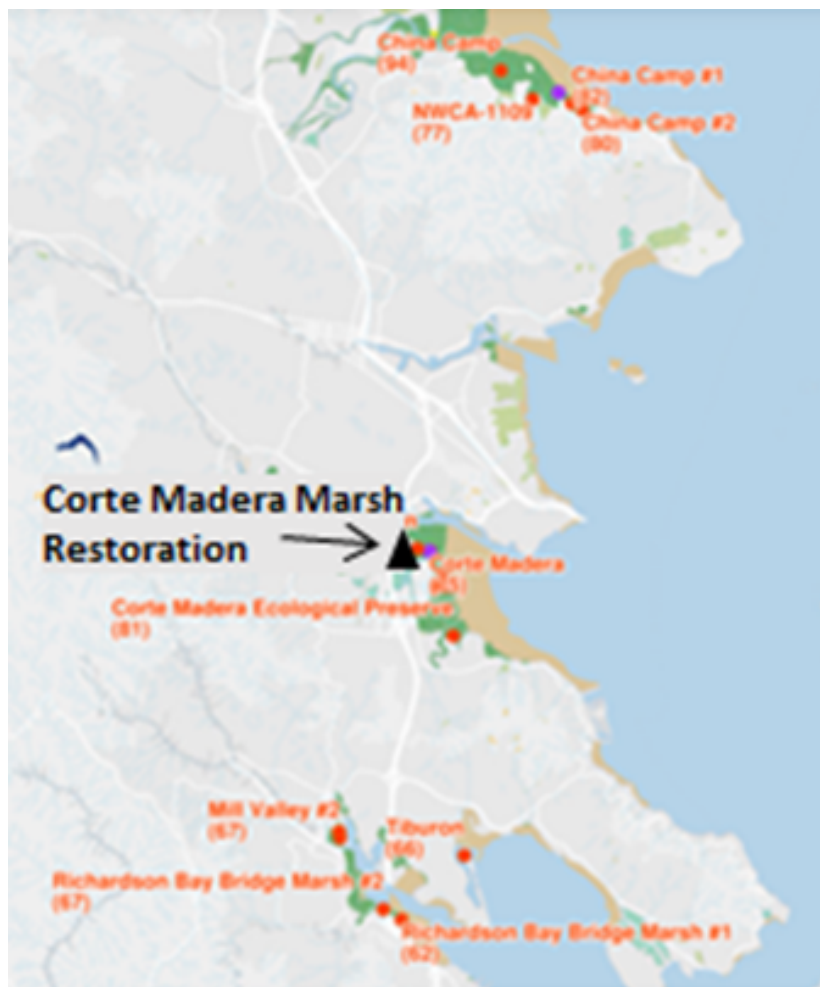 China Camp
(94)
China Camp #1
(82)
NWCA-1109
(77)
China Camp #2
(80)
Corte Madera Marsh
Restoration
Corte Madera
Corte Madera Ecological Preserve
(81)
Mill Valley #2
(67)
Tiburon
(66)
Richardson Bay Bridge Marsh #2
(67)
Richardson Bay Bridge Marsh #1
(62)